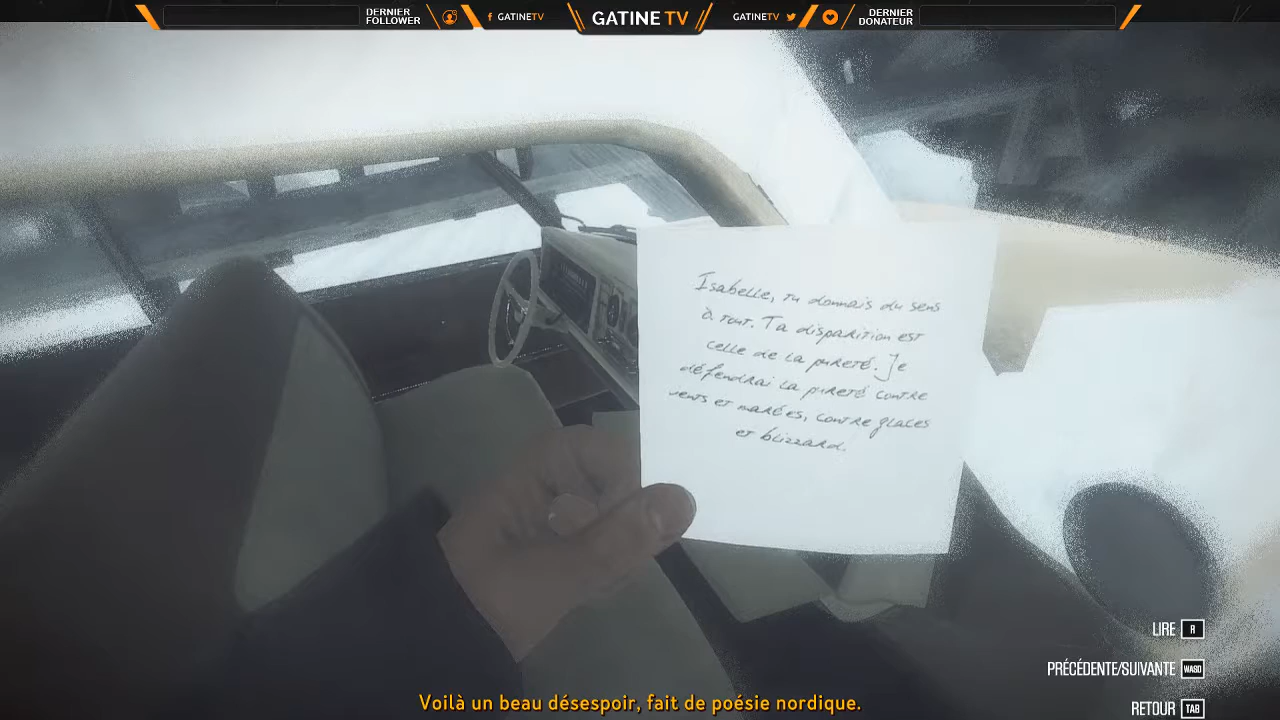 DERNIER
FOLLOWER
GATINETV
GATINE TV
GATINETV
DERNIER
DONATEUR
Isabelle, tu donnais du sens
à tout. Ta disparition est
celle de la pureté. Je
défendrai la pureté contre
vents et marées, contre glaces
et blizzard.
LIRE R
PRÉCÉDENTE/SUIVANTE WASD
RETOUR TAB
Voilà un beau désespoir, fait de poésie nordique.